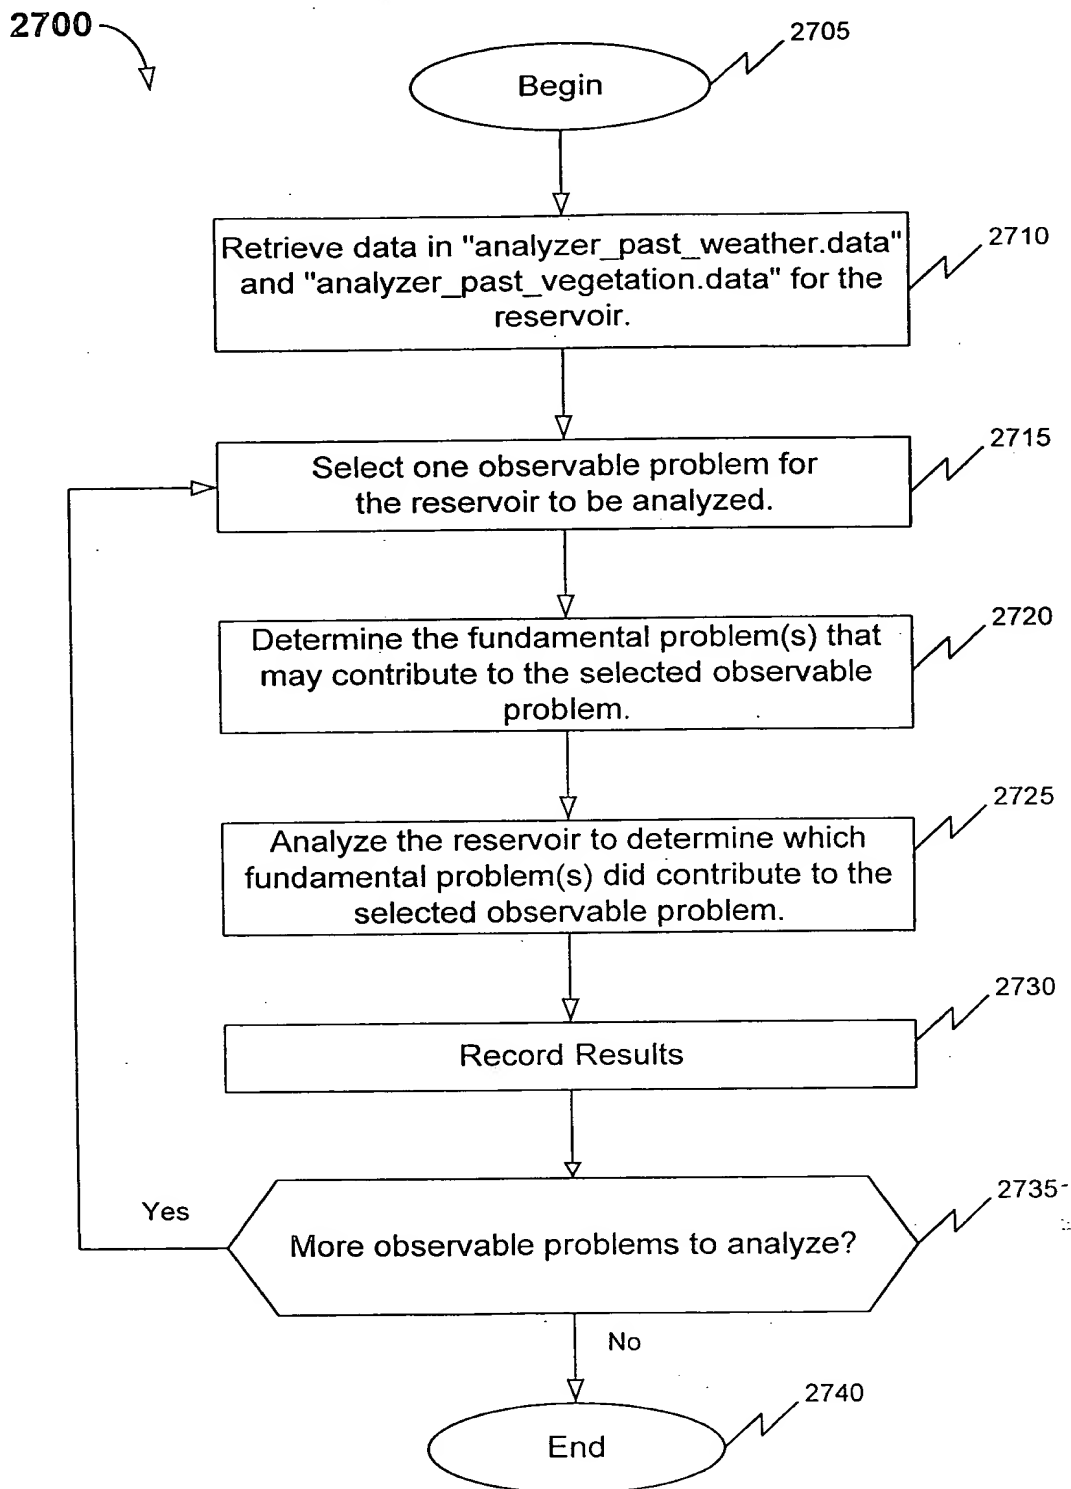 2700
2705
Begin
2710
Retrieve data in "analyzer_past_weather.data"
and "analyzer_past_vegetation.data" for the
reservoir.
2715
Select one observable problem for
the reservoir to be analyzed.
2720
Determine the fundamental problem(s) that
may contribute to the selected observable
problem.
2725
Analyze the reservoir to determine which
fundamental problem(s) did contribute to the
selected observable problem.
2730
Record Results
2735
Yes
More observable problems to analyze?
No
2740
End